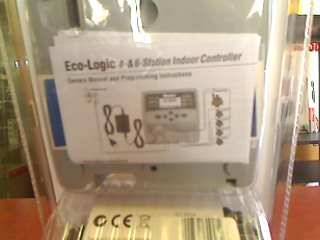 Eco-Logic 4- & 6-Station Indoor Controller
Owners Manual and Programming Instructions
CE